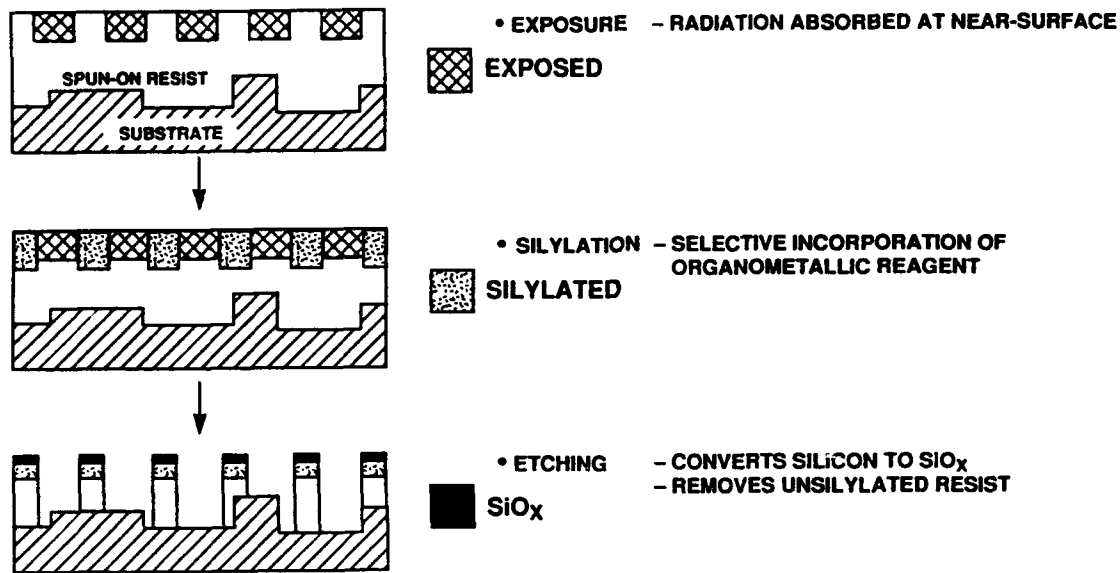 • EXPOSURE – RADIATION ABSORBED AT NEAR-SURFACE
EXPOSED
SPUN-ON RESIST
SUBSTRATE
• SILYLATION – SELECTIVE INCORPORATION OF
ORGANOMETALLIC REAGENT
SILYLATED
• ETCHING – CONVERTS SILICON TO SIOX
– REMOVES UNSILYLATED RESIST
SiOX